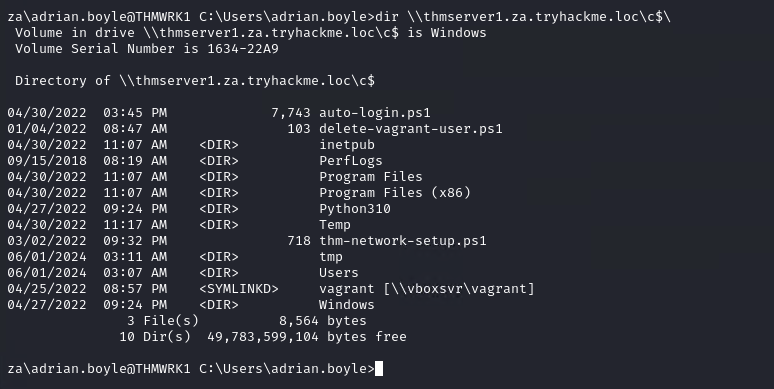 za\adrian.boyle@THMWRK1 C:\Users\adrian.boyle>dir \\thmserver1.za.tryhackme.loc\c$\
 Volume in drive \\thmserver1.za.tryhackme.loc\c$ is Windows
 Volume Serial Number is 1634-22A9

 Directory of \\thmserver1.za.tryhackme.loc\c$

04/30/2022  03:45 PM             7,743 auto-login.ps1
01/04/2022  08:47 AM               103 delete-vagrant-user.ps1
04/30/2022  11:07 AM    <DIR>          inetpub
09/15/2018  08:19 AM    <DIR>          PerfLogs
04/30/2022  11:07 AM    <DIR>          Program Files
04/30/2022  11:07 AM    <DIR>          Program Files (x86)
04/27/2022  09:24 PM    <DIR>          Python310
04/30/2022  11:17 AM    <DIR>          Temp
03/02/2022  09:32 PM               718 thm-network-setup.ps1
06/01/2024  03:11 AM    <DIR>          tmp
06/01/2024  03:07 AM    <DIR>          Users
04/25/2022  08:57 PM    <SYMLINKD>     vagrant [\\vboxsvr\vagrant]
04/27/2022  09:24 PM    <DIR>          Windows
               3 File(s)          8,564 bytes
              10 Dir(s)  49,783,599,104 bytes free

za\adrian.boyle@THMWRK1 C:\Users\adrian.boyle>